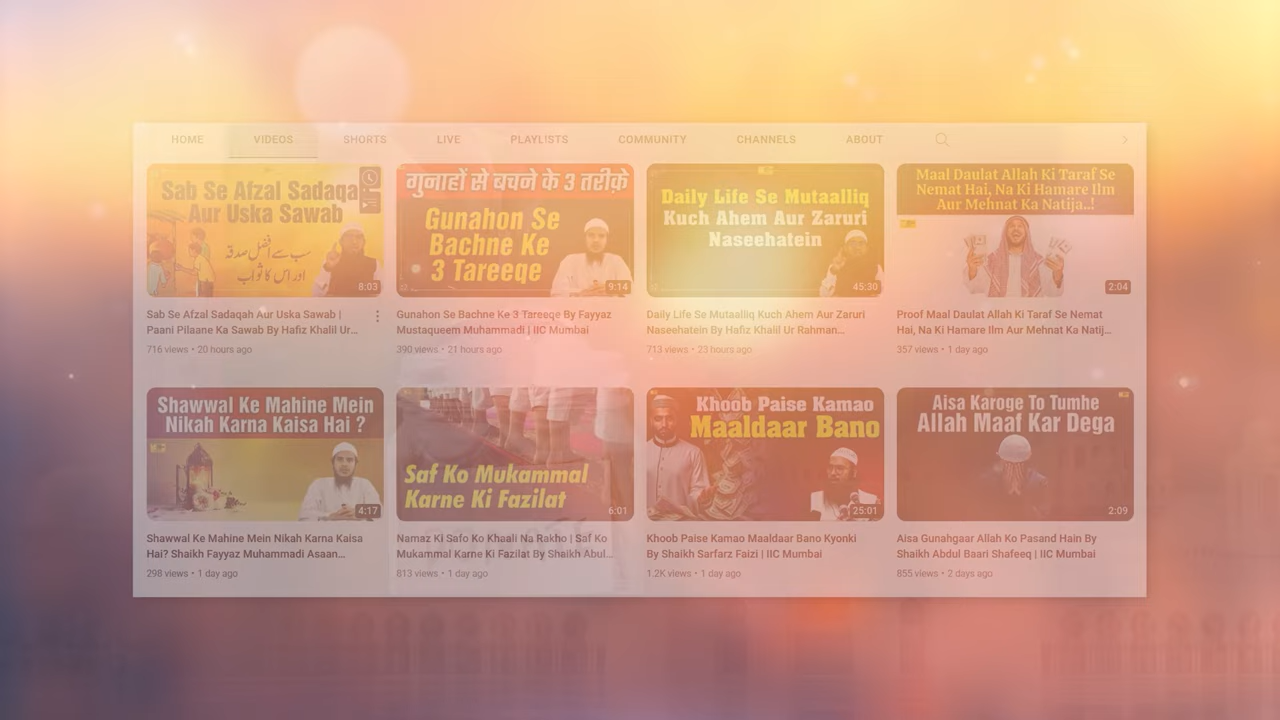 HOME VIDEOS SHORTS LIVE PLAYLISTS COMMUNITY CHANNELS ABOUT
Sab Se Afzal Sadaqa
Aur Uska Sawab
سب سے افضل صدقہ
اور اس کا ثواب
8:03
Sab Se Afzal Sadaqah Aur Uska Sawab |
Paani Pilaane Ka Sawab By Hafiz Khalil Ur...
716 views • 20 hours ago
गुनाहों से बचने के 3 तरीक़े
Gunahon Se
Bachne Ke
3 Tareeqe
9:14
Gunahon Se Bachne Ke 3 Tareeqe By Fayyaz
Mustaqueem Muhammadi | IIC Mumbai
390 views • 21 hours ago
Daily Life Se Mutaalliq
Kuch Ahem Aur Zaruri
Naseehatein
45:30
Daily Life Se Mutaalliq Kuch Ahem Aur Zaruri
Naseehatein By Hafiz Khalil Ur Rahman...
713 views • 23 hours ago
Maal Daulat Allah Ki Taraf Se
Nemat Hai, Na Ki Hamare Ilm
Aur Mehnat Ka Natija..!
2:04
Proof Maal Daulat Allah Ki Taraf Se Nemat
Hai, Na Ki Hamare Ilm Aur Mehnat Ka Natij...
357 views • 1 day ago
Shawwal Ke Mahine Mein
Nikah Karna Kaisa Hai ?
4:17
Shawwal Ke Mahine Mein Nikah Karna Kaisa
Hai? Shaikh Fayyaz Muhammadi Asaan...
298 views • 1 day ago
Saf Ko Mukammal
Karne Ki Fazilat
6:01
Namaz Ki Safo Ko Khaali Na Rakho | Saf Ko
Mukammal Karne Ki Fazilat By Shaikh Abul...
813 views • 1 day ago
Khoob Paise Kamao
Maaldaar Bano
25:01
Khoob Paise Kamao Maaldaar Bano Kyonki
By Shaikh Sarfarz Faizi | IIC Mumbai
1.2K views • 1 day ago
Aisa Karoge To Tumhe
Allah Maaf Kar Dega
2:09
Aisa Gunahgaar Allah Ko Pasand Hain By
Shaikh Abdul Baari Shafeeq | IIC Mumbai
855 views • 2 days ago